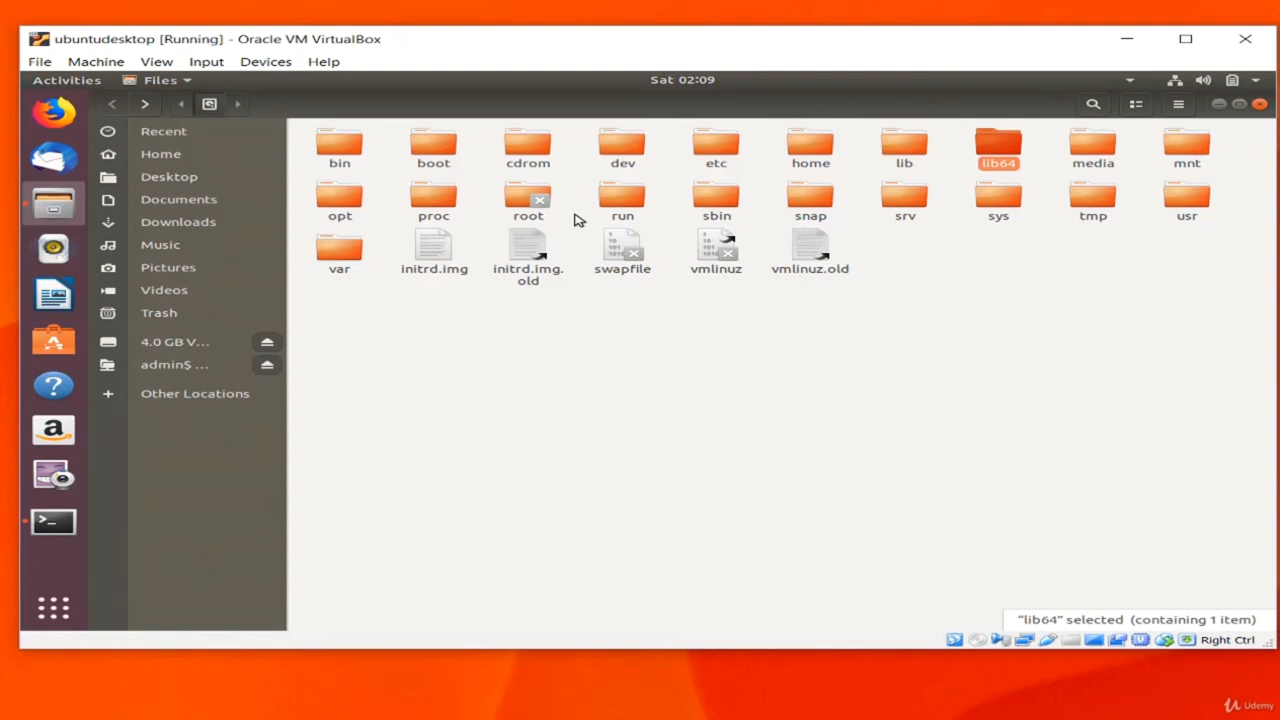 ubuntudesktop [Running] - Oracle VM VirtualBox
File Machine View Input Devices Help
Activities Files Sat 02:09
Recent
Home
Desktop
Documents
Downloads
Music
Pictures
Videos
Trash
4.0 GB V...
admin$ ...
Other Locations
bin boot cdrom dev etc home lib lib64 media mnt
opt proc root run sbin snap srv sys tmp usr
var initrd.img initrd.img. swapfile vmlinuz vmlinuz.old
old
"lib64" selected (containing 1 item)
Right Ctrl
Udemy